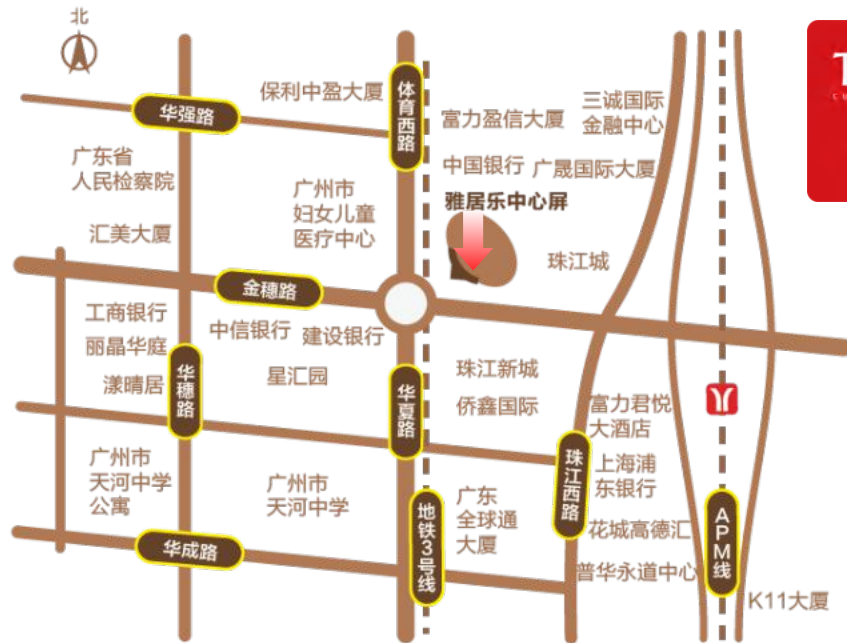 北
保利中盈大厦
体育西路
华强路
富力盈信大厦
三诚国际
金融中心
广东省
人民检察院
中国银行
广晟国际大厦
广州市
妇女儿童
医疗中心
雅居乐中心屏
汇美大厦
珠江城
金穗路
工商银行
中信银行
建设银行
丽晶华庭
漾晴居
华穗路
星汇园
华夏路
珠江新城
侨鑫国际
富力君悦
大酒店
广州市
天河中学
公寓
广州市
天河中学
地铁3号线
广东
全球通
大厦
珠江西路
上海浦
东银行
花城高德汇
APM线
华成路
普华永道中心
K11大厦